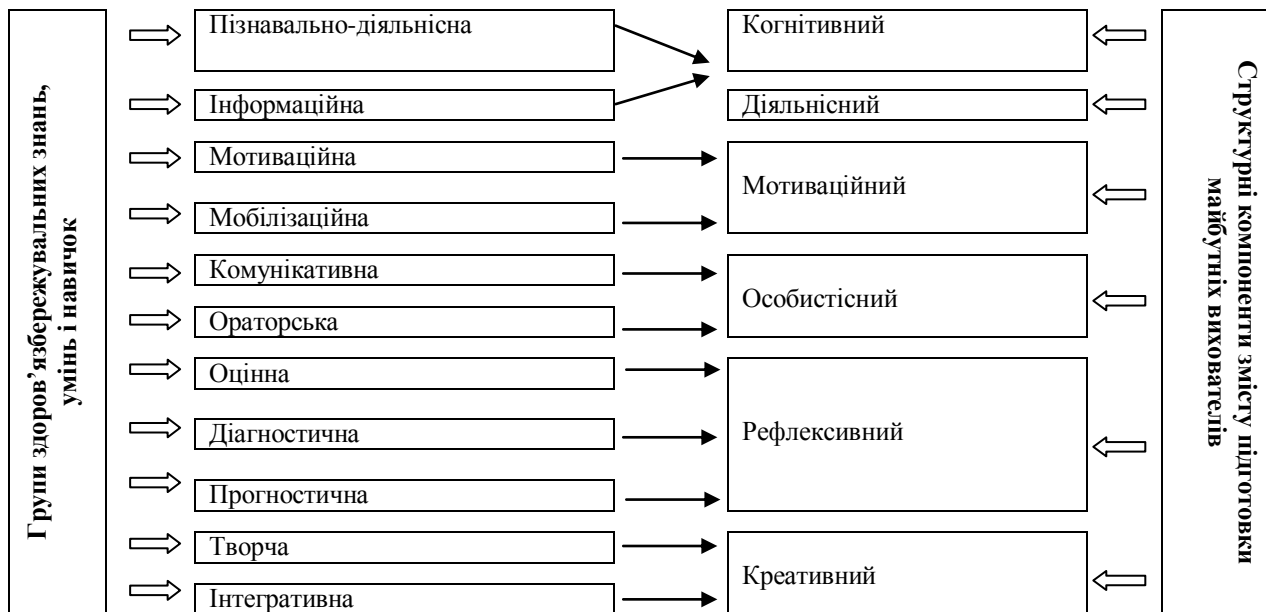 Групи здоров’язбережувальних знань,
умінь і навичок
Пізнавально-діяльнісна
Інформаційна
Мотиваційна
Мобілізаційна
Комунікативна
Ораторська
Оцінна
Діагностична
Прогностична
Творча
Інтегративна
Когнітивний
Діяльнісний
Мотиваційний
Особистісний
Рефлексивний
Креативний
Структурні компоненти змісту підготовки
майбутніх вихователів